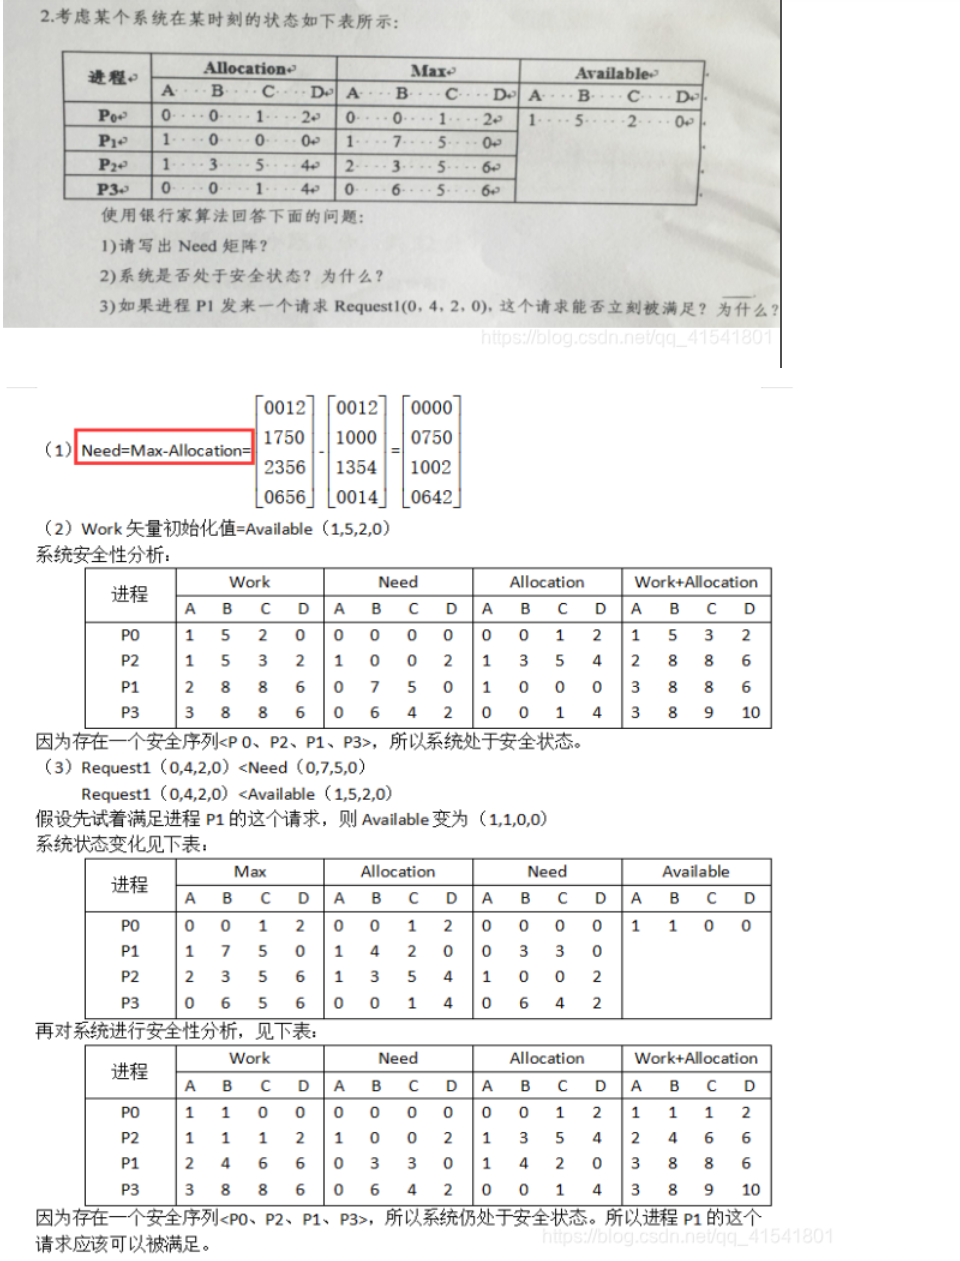 2.考虑某个系统在某时刻的状态如下表所示:
进程 Allocation Max Available
A B C D A B C D A B C D
P0 0 0 1 2 0 0 1 2 1 5 2 0
P1 1 0 0 0 1 7 5 0
P2 1 3 5 4 2 3 5 6
P3 0 0 1 4 0 6 5 6
使用银行家算法回答下面的问题:
1)请写出 Need 矩阵?
2)系统是否处于安全状态? 为什么?
3)如果进程 P1 发来一个请求 Request1(0, 4, 2, 0), 这个请求能否立刻被满足? 为什么?
https://blog.csdn.net/qq_41541801
(1) Need=Max-Allocation= [0012 1750 2356 0656] - [0012 1000 1354 0014] = [0000 0750 1002 0642]
(2) Work 矢量初始化值=Available（1,5,2,0）
系统安全性分析:
进程 Work Need Allocation Work+Allocation
A B C D A B C D A B C D A B C D
P0 1 5 2 0 0 0 0 0 0 0 1 2 1 5 3 2
P2 1 5 3 2 1 0 0 2 1 3 5 4 2 8 8 6
P1 2 8 8 6 0 7 5 0 1 0 0 0 3 8 8 6
P3 3 8 8 6 0 6 4 2 0 0 1 4 3 8 9 10
因为存在一个安全序列<P 0、P2、P1、P3>，所以系统处于安全状态。
(3) Request1（0,4,2,0）<Need（0,7,5,0）
Request1（0,4,2,0）<Available（1,5,2,0）
假设先试着满足进程 P1 的这个请求，则 Available 变为（1,1,0,0）
系统状态变化见下表:
进程 Max Allocation Need Available
A B C D A B C D A B C D A B C D
P0 0 0 1 2 0 0 1 2 0 0 0 0 1 1 0 0
P1 1 7 5 0 1 4 2 0 0 3 3 0
P2 2 3 5 6 1 3 5 4 1 0 0 2
P3 0 6 5 6 0 0 1 4 0 6 4 2
再对系统进行安全性分析，见下表:
进程 Work Need Allocation Work+Allocation
A B C D A B C D A B C D A B C D
P0 1 1 0 0 0 0 0 0 0 0 1 2 1 1 1 2
P2 1 1 1 2 1 0 0 2 1 3 5 4 2 4 6 6
P1 2 4 6 6 0 3 3 0 1 4 2 0 3 8 8 6
P3 3 8 8 6 0 6 4 2 0 0 1 4 3 8 9 10
因为存在一个安全序列<P0、P2、P1、P3>，所以系统仍处于安全状态。所以进程 P1 的这个
请求应该可以被满足。
https://blog.csdn.net/qq_41541801